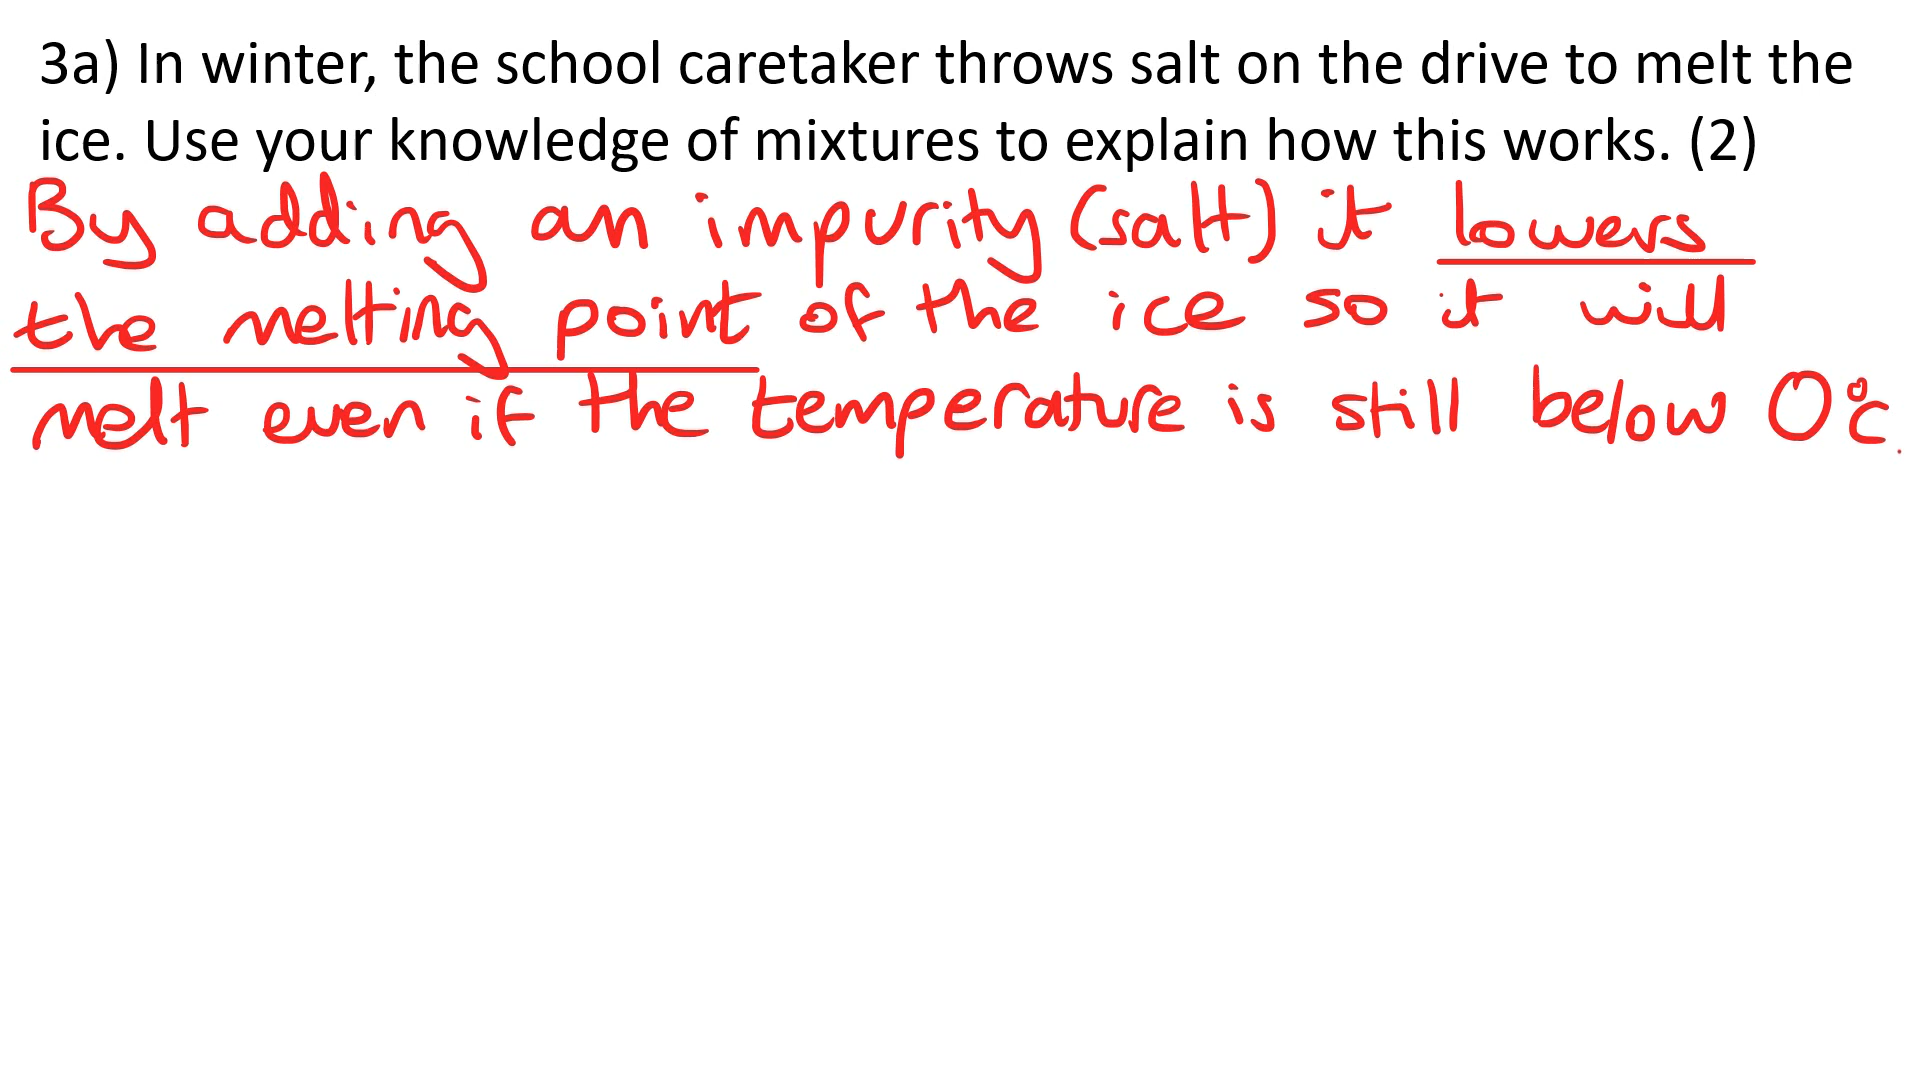 3a) In winter, the school caretaker throws salt on the drive to melt the
ice. Use your knowledge of mixtures to explain how this works. (2)
By adding an impurity (salt) it lowers
the melting point of the ice so it will
melt even if the temperature is still below 0°C.